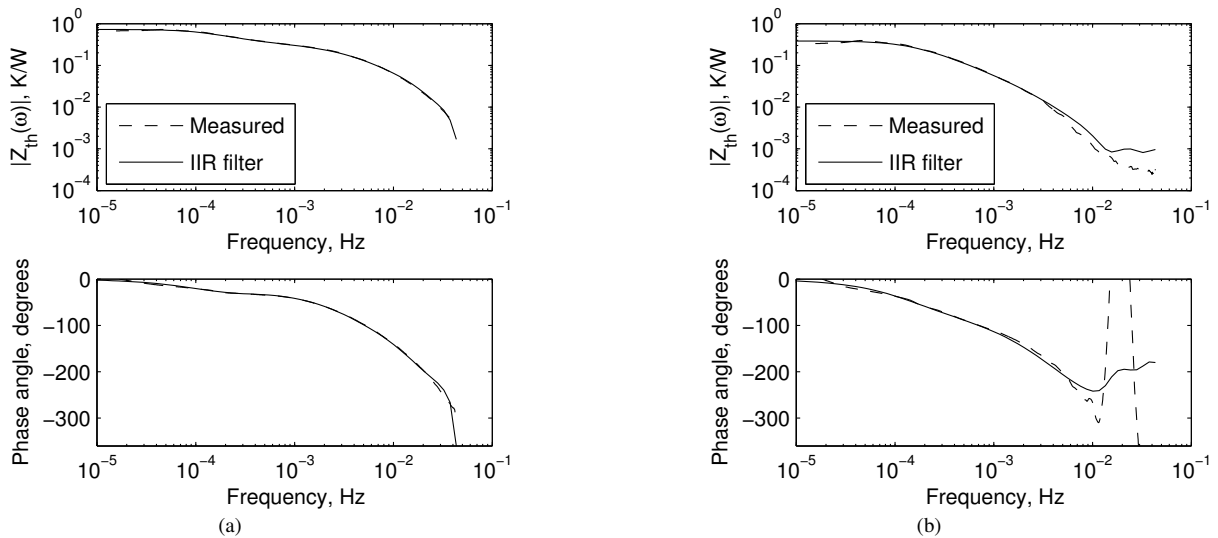 10^0
10^-1
10^-2
10^-3
10^-4
|Z_th(ω)|, K/W
Measured
IIR filter
10^-5 10^-4 10^-3 10^-2 10^-1
Frequency, Hz
0
−100
−200
−300
Phase angle, degrees
10^-5 10^-4 10^-3 10^-2 10^-1
Frequency, Hz
(a)
10^0
10^-1
10^-2
10^-3
10^-4
|Z_th(ω)|, K/W
Measured
IIR filter
10^-5 10^-4 10^-3 10^-2 10^-1
Frequency, Hz
0
−100
−200
−300
Phase angle, degrees
10^-5 10^-4 10^-3 10^-2 10^-1
Frequency, Hz
(b)